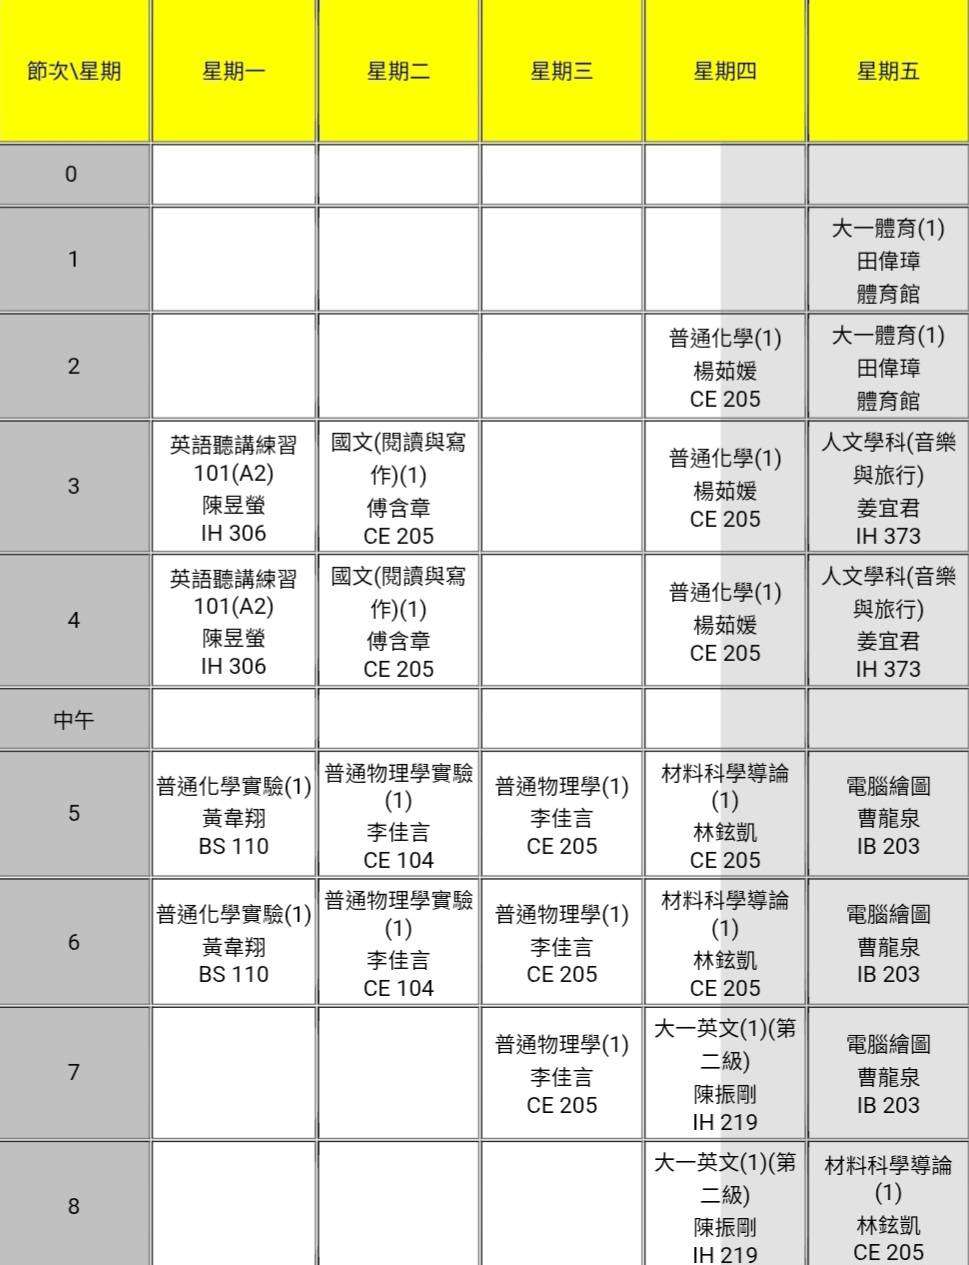 節次\星期 星期一 星期二 星期三 星期四 星期五
0
1
大一體育(1)
田偉璋
體育館
2
普通化學(1)
楊茹媛
CE 205
大一體育(1)
田偉璋
體育館
3
英語聽講練習
101(A2)
陳昱螢
IH 306
國文(閱讀與寫
作)(1)
傅含章
CE 205
普通化學(1)
楊茹媛
CE 205
人文學科(音樂
與旅行)
姜宜君
IH 373
4
英語聽講練習
101(A2)
陳昱螢
IH 306
國文(閱讀與寫
作)(1)
傅含章
CE 205
普通化學(1)
楊茹媛
CE 205
人文學科(音樂
與旅行)
姜宜君
IH 373
中午
5
普通化學實驗(1)
黃韋翔
BS 110
普通物理學實驗
(1)
李佳言
CE 104
普通物理學(1)
李佳言
CE 205
材料科學導論
(1)
林鉉凱
CE 205
電腦繪圖
曹龍泉
IB 203
6
普通化學實驗(1)
黃韋翔
BS 110
普通物理學實驗
(1)
李佳言
CE 104
普通物理學(1)
李佳言
CE 205
材料科學導論
(1)
林鉉凱
CE 205
電腦繪圖
曹龍泉
IB 203
7
普通物理學(1)
李佳言
CE 205
大一英文(1)(第
二級)
陳振剛
IH 219
電腦繪圖
曹龍泉
IB 203
8
大一英文(1)(第
二級)
陳振剛
IH 219
材料科學導論
(1)
林鉉凱
CE 205